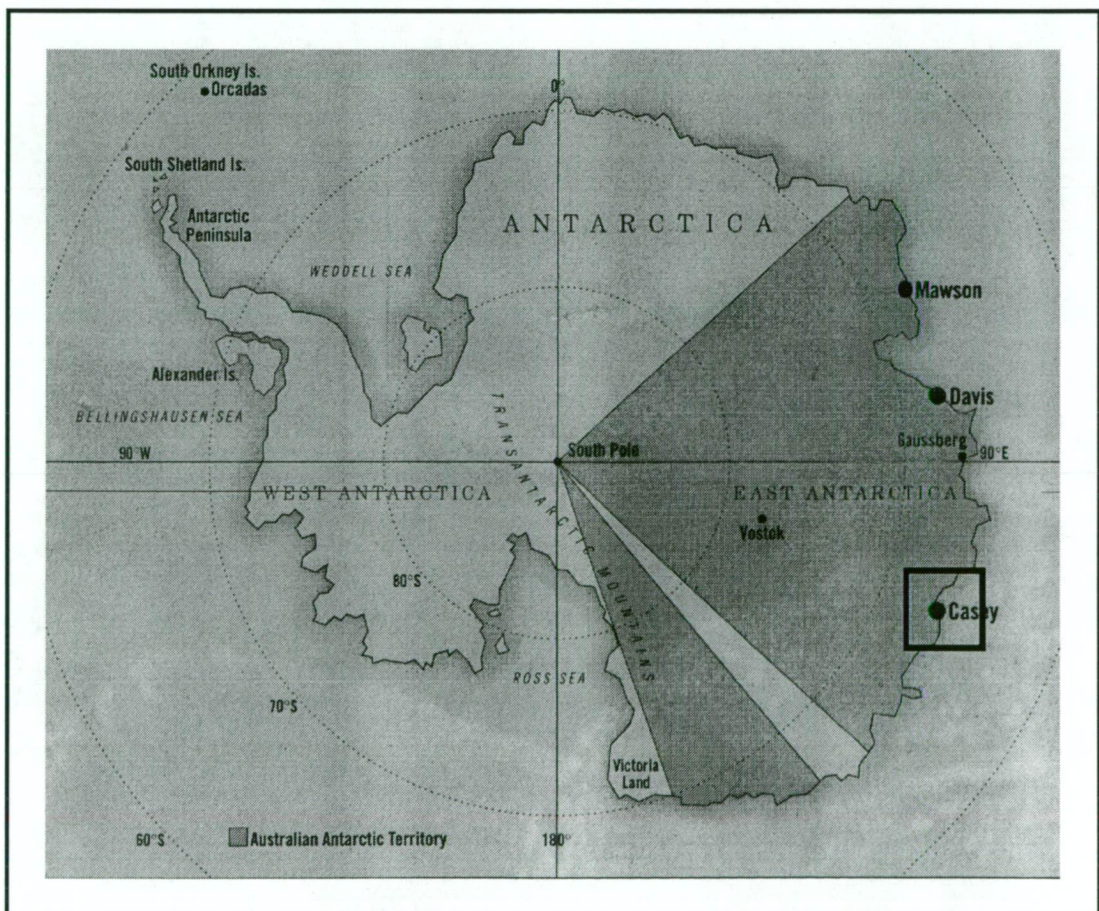 South Orkney Is.
Orcadas
0°
South Shetland Is.
Antarctic
Peninsula
ANTARCTICA
WEDDELL SEA
Mawson
Alexander Is.
BELLINGSHAUSEN SEA
TRANSANTARCTIC MOUNTAINS
Davis
Gaussberg
90°W
South Pole
90°E
WEST ANTARCTICA
EAST ANTARCTICA
Vostok
80°S
Casey
ROSS SEA
70°S
Victoria
Land
60°S
Australian Antarctic Territory
180°